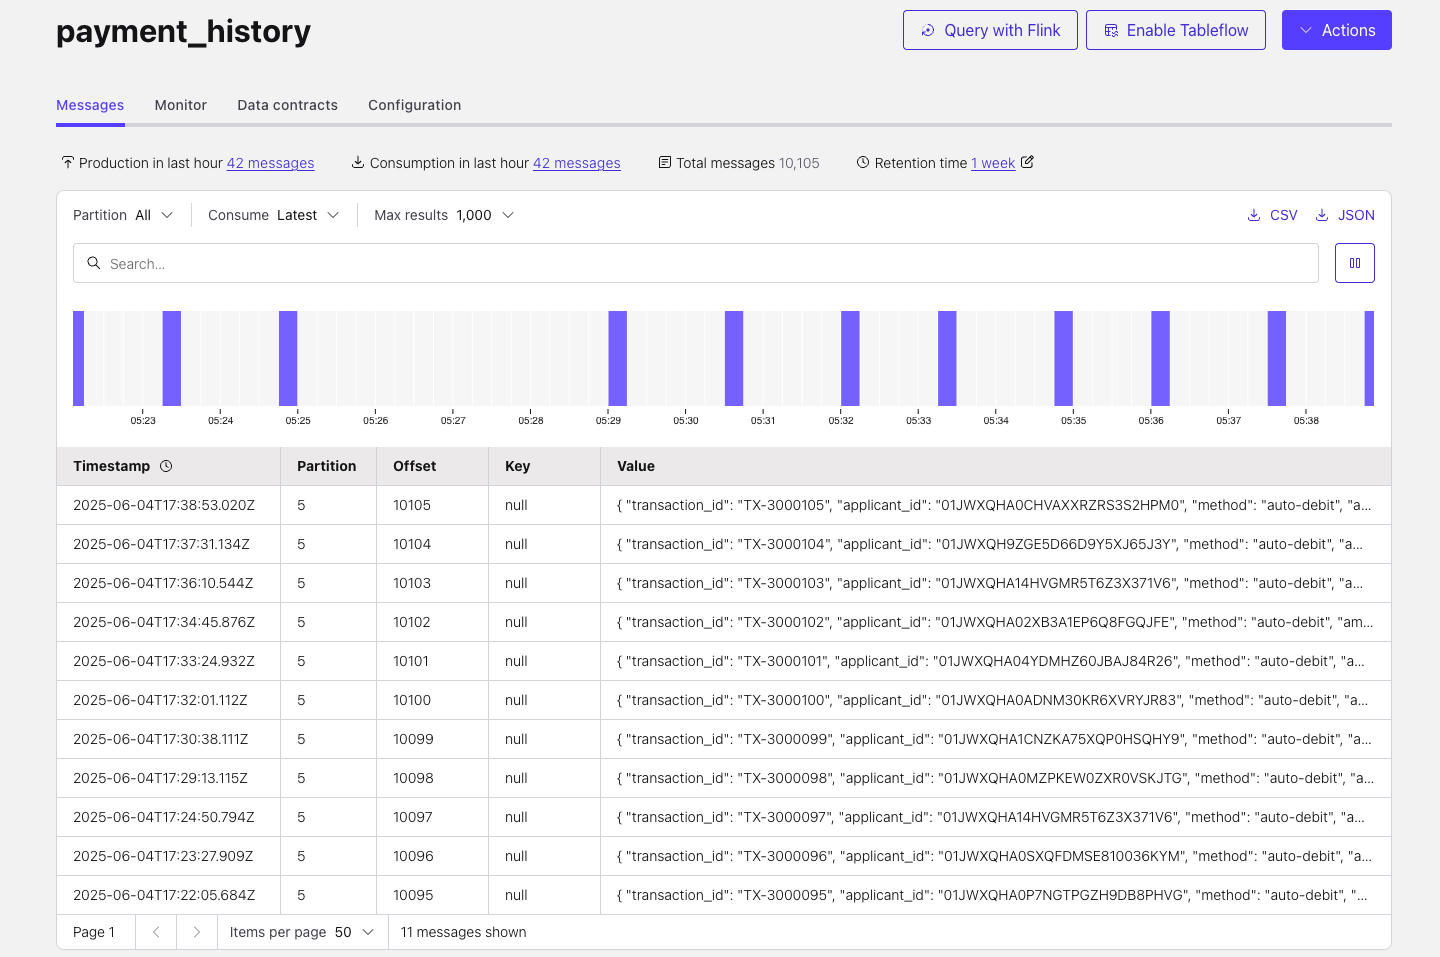 payment_history
Query with Flink
Enable Tableflow
Actions
Messages Monitor Data contracts Configuration
Production in last hour 42 messages Consumption in last hour 42 messages Total messages 10,105 Retention time 1 week
Partition All Consume Latest Max results 1,000 CSV JSON
Search...
05:23 05:24 05:25 05:26 05:27 05:28 05:29 05:30 05:31 05:32 05:33 05:34 05:35 05:36 05:37 05:38
Timestamp Partition Offset Key Value
2025-06-04T17:38:53.020Z 5 10105 null { "transaction_id": "TX-3000105", "applicant_id": "01JWXQHA0CHVAXXRZRS3S2HPM0", "method": "auto-debit", "a...
2025-06-04T17:37:31.134Z 5 10104 null { "transaction_id": "TX-3000104", "applicant_id": "01JWXQH9ZGE5D66D9Y5XJ65J3Y", "method": "auto-debit", "a...
2025-06-04T17:36:10.544Z 5 10103 null { "transaction_id": "TX-3000103", "applicant_id": "01JWXQHA14HVGMR5T6Z3X371V6", "method": "auto-debit", "a...
2025-06-04T17:34:45.876Z 5 10102 null { "transaction_id": "TX-3000102", "applicant_id": "01JWXQHA02XB3A1EP6Q8FGQJFE", "method": "auto-debit", "am...
2025-06-04T17:33:24.932Z 5 10101 null { "transaction_id": "TX-3000101", "applicant_id": "01JWXQHA04YDMHZ60JBAJ84R26", "method": "auto-debit", "a...
2025-06-04T17:32:01.112Z 5 10100 null { "transaction_id": "TX-3000100", "applicant_id": "01JWXQHA0ADNM30KR6XVRYJR83", "method": "auto-debit", "a...
2025-06-04T17:30:38.111Z 5 10099 null { "transaction_id": "TX-3000099", "applicant_id": "01JWXQHA1CNZKA75XQP0HSQHY9", "method": "auto-debit", "a...
2025-06-04T17:29:13.115Z 5 10098 null { "transaction_id": "TX-3000098", "applicant_id": "01JWXQHA0MZPKEW0ZXR0VSKJTG", "method": "auto-debit", "a...
2025-06-04T17:24:50.794Z 5 10097 null { "transaction_id": "TX-3000097", "applicant_id": "01JWXQHA14HVGMR5T6Z3X371V6", "method": "auto-debit", "a...
2025-06-04T17:23:27.909Z 5 10096 null { "transaction_id": "TX-3000096", "applicant_id": "01JWXQHA0SXQFDMSE810036KYM", "method": "auto-debit", "a...
2025-06-04T17:22:05.684Z 5 10095 null { "transaction_id": "TX-3000095", "applicant_id": "01JWXQHA0P7NGTPGZH9DB8PHVG", "method": "auto-debit", "...
Page 1 Items per page 50 11 messages shown